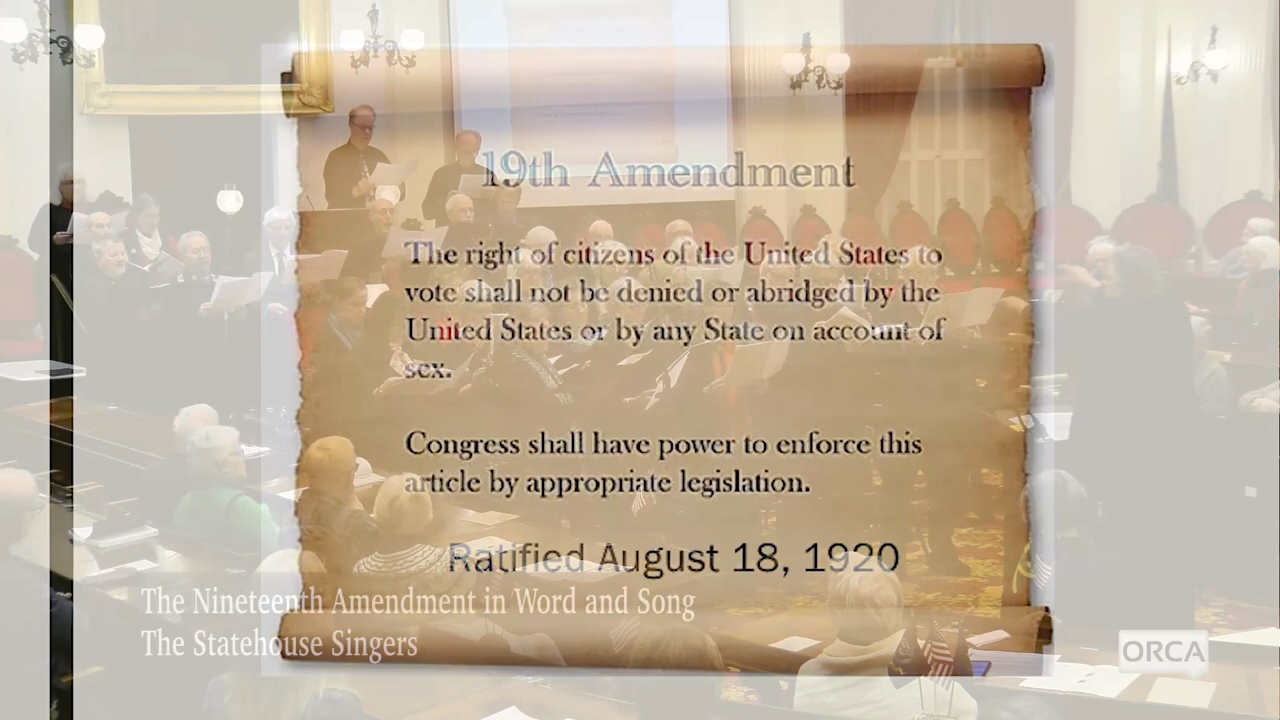 19th Amendment
The right of citizens of the United States to
vote shall not be denied or abridged by the
United States or by any State on account of
sex.
Congress shall have power to enforce this
article by appropriate legislation.
Ratified August 18, 1920
The Nineteenth Amendment in Word and Song
The Statehouse Singers
ORCA